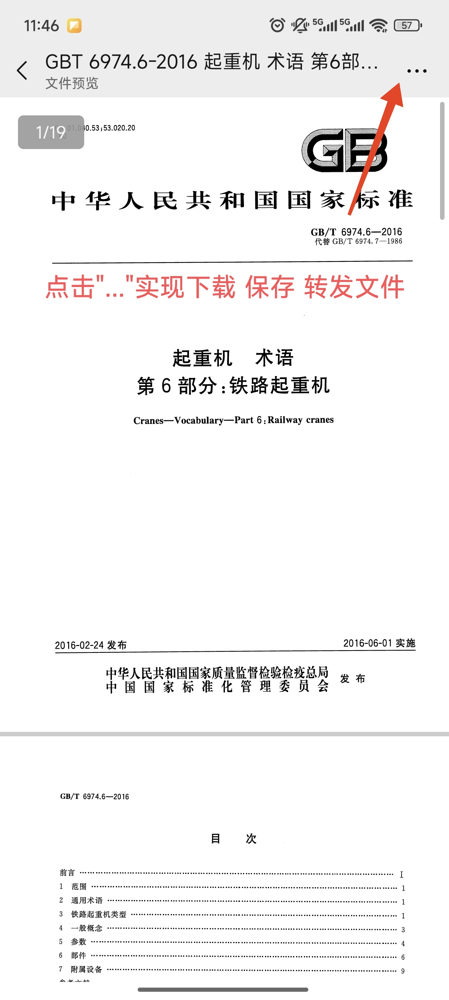 11:46
5G 5G 57
GBT 6974.6-2016 起重机 术语 第6部...
文件预览
1/19
01.040.53;53.020.20
GB
中华人民共和国国家标准
GB/T 6974.6—2016
代替 GB/T 6974.7—1986
点击"..."实现下载 保存 转发文件
起重机 术语
第 6 部分:铁路起重机
Cranes—Vocabulary—Part 6:Railway cranes
2016-02-24 发布
2016-06-01 实施
中华人民共和国国家质量监督检验检疫总局
中国国家标准化管理委员会
发布
GB/T 6974.6—2016
目 次
前言 …… I
1 范围 …… 1
2 通用术语 …… 1
3 铁路起重机类型 …… 1
4 一般概念 …… 3
5 参数 …… 4
6 部件 …… 6
7 附属设备 …… 9